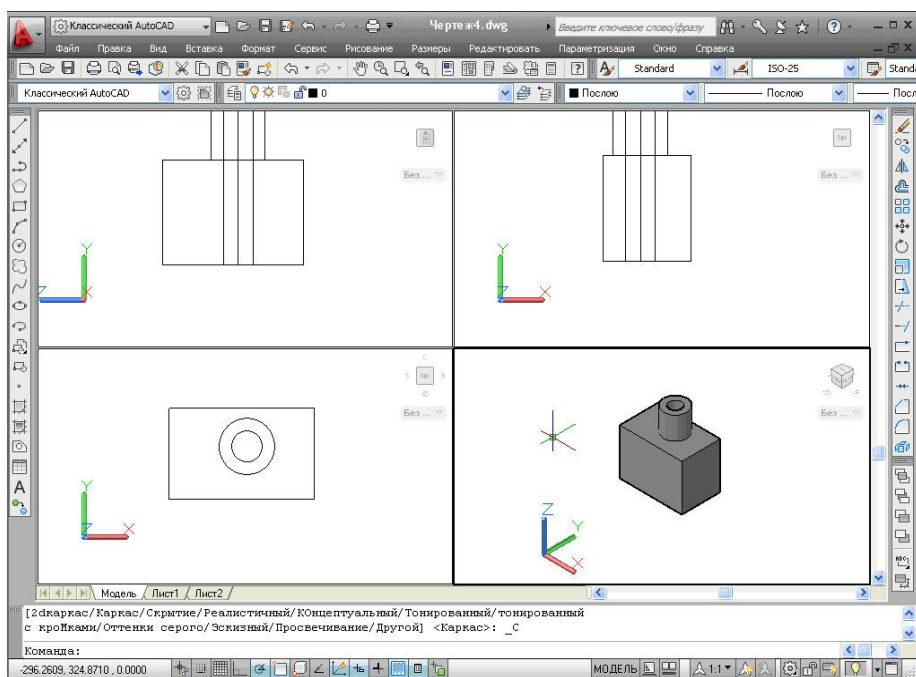 Классический AutoCAD
Чертеж4.dwg
Введите ключевое слово/фразу
Файл Правка Вид Вставка Формат Сервис Рисование Размеры Редактировать Параметризация Окно Справка
Standard ISO-25 Stand
Классический AutoCAD 0 Послою Послою Посл
Без ... Без ...
Y Z X Y Z X
С
Ю
Без ... Без ...
Y Z X Z Y X
Модель Лист1 Лист2
[2dкаркас/Каркас/Скрытие/Реалистичный/КОнцептуальный/Тонированный/тонированный
с кроМками/Оттенки серого/Эскизный/Просвечивание/Другой] <Каркас>: _C
Команда:
-296.2609, 324.8710 , 0.0000 МОДЕЛЬ 1:1